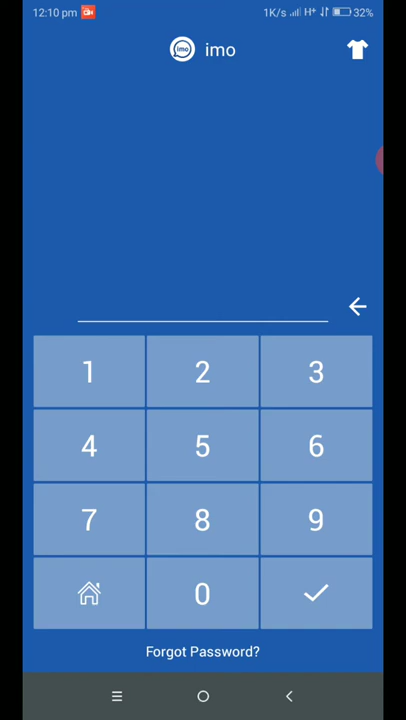 12:10 pm 1K/s H+ 32%
imo imo
1 2 3
4 5 6
7 8 9
0
Forgot Password?